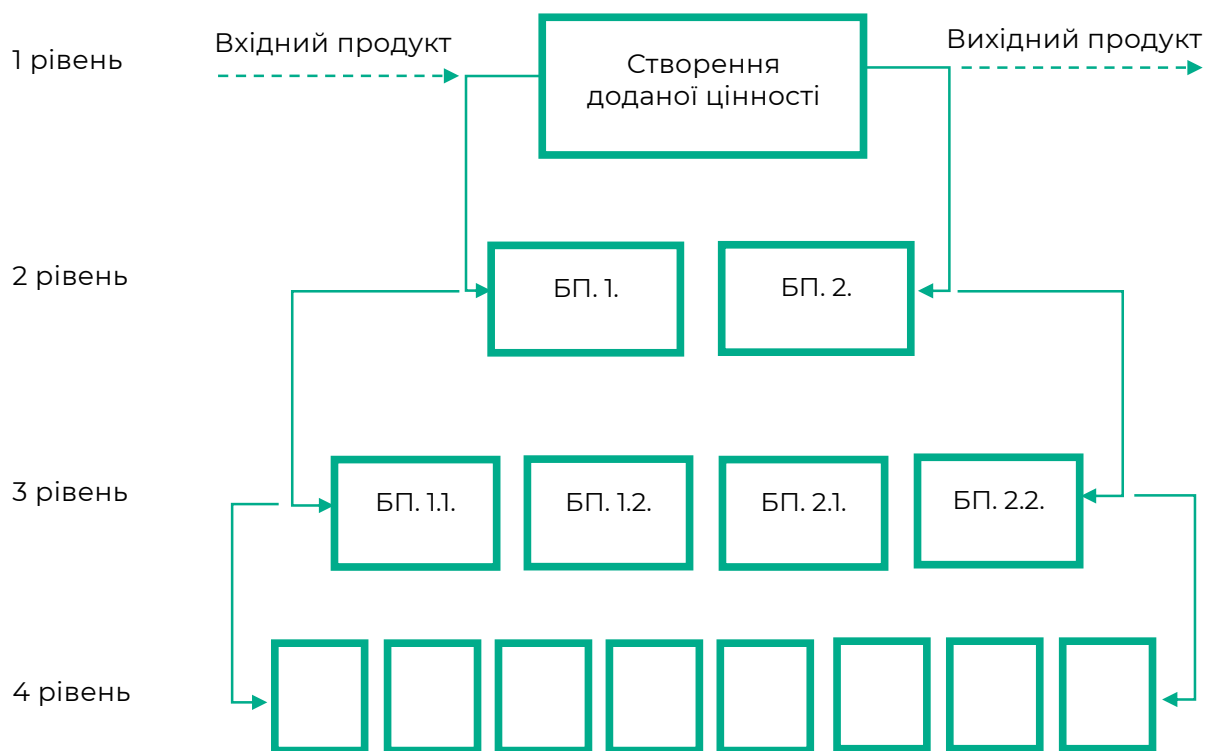 1 рівень
Вхідний продукт
Створення
доданої цінності
Вихідний продукт
2 рівень
БП. 1.
БП. 2.
3 рівень
БП. 1.1.
БП. 1.2.
БП. 2.1.
БП. 2.2.
4 рівень